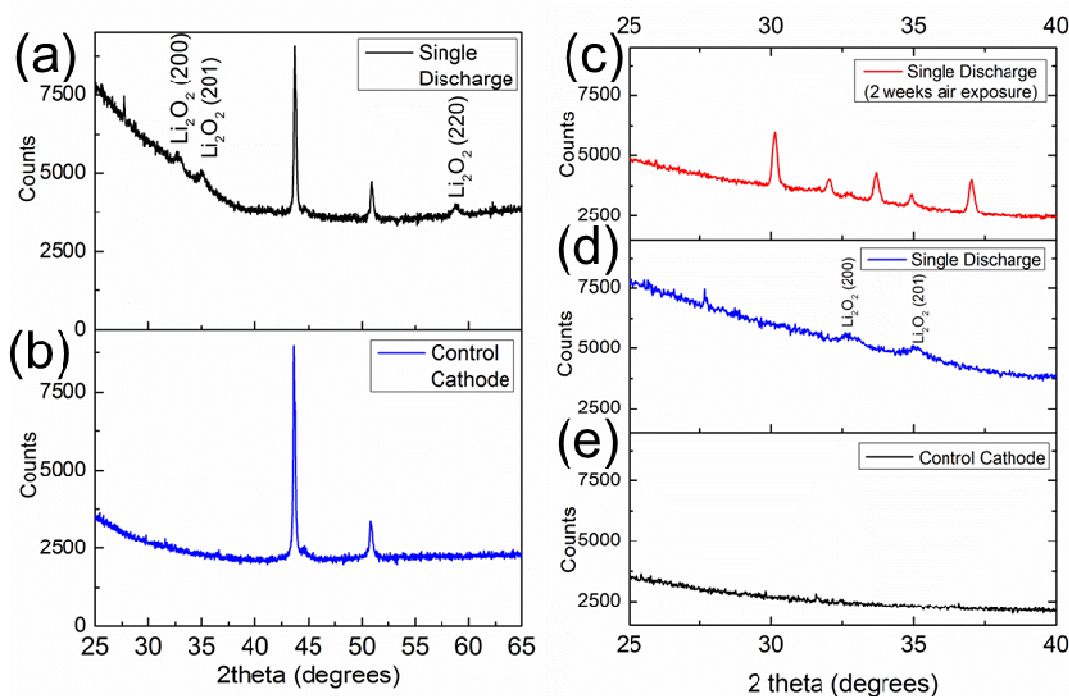 (a)
Single
Discharge
Li₂O₂ (200)
Li₂O₂ (201)
Li₂O₂ (220)
7500
5000
2500
0
Counts
(b)
Control
Cathode
7500
5000
2500
0
Counts
25 30 35 40 45 50 55 60 65
2theta (degrees)
25 30 35 40
(c)
Single Discharge
(2 weeks air exposure)
7500
5000
2500
Counts
(d)
Single Discharge
Li₂O₂ (200)
Li₂O₂ (201)
7500
5000
2500
Counts
(e)
Control Cathode
7500
5000
2500
Counts
25 30 35 40
2 theta (degrees)